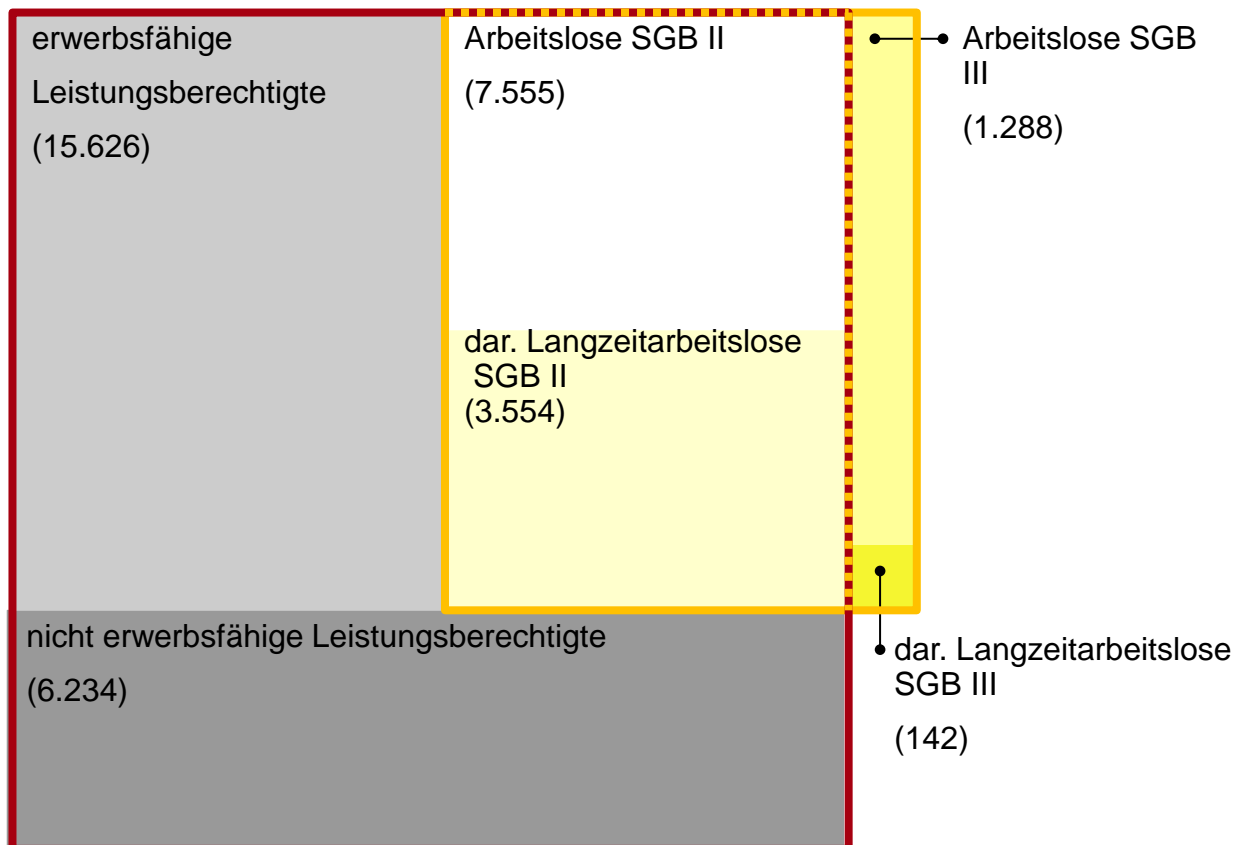 erwerbsfähige
Leistungsberechtigte
(15.626)
Arbeitslose SGB II
(7.555)
Arbeitslose SGB
III
(1.288)
dar. Langzeitarbeitslose
SGB II
(3.554)
nicht erwerbsfähige Leistungsberechtigte
(6.234)
dar. Langzeitarbeitslose
SGB III
(142)